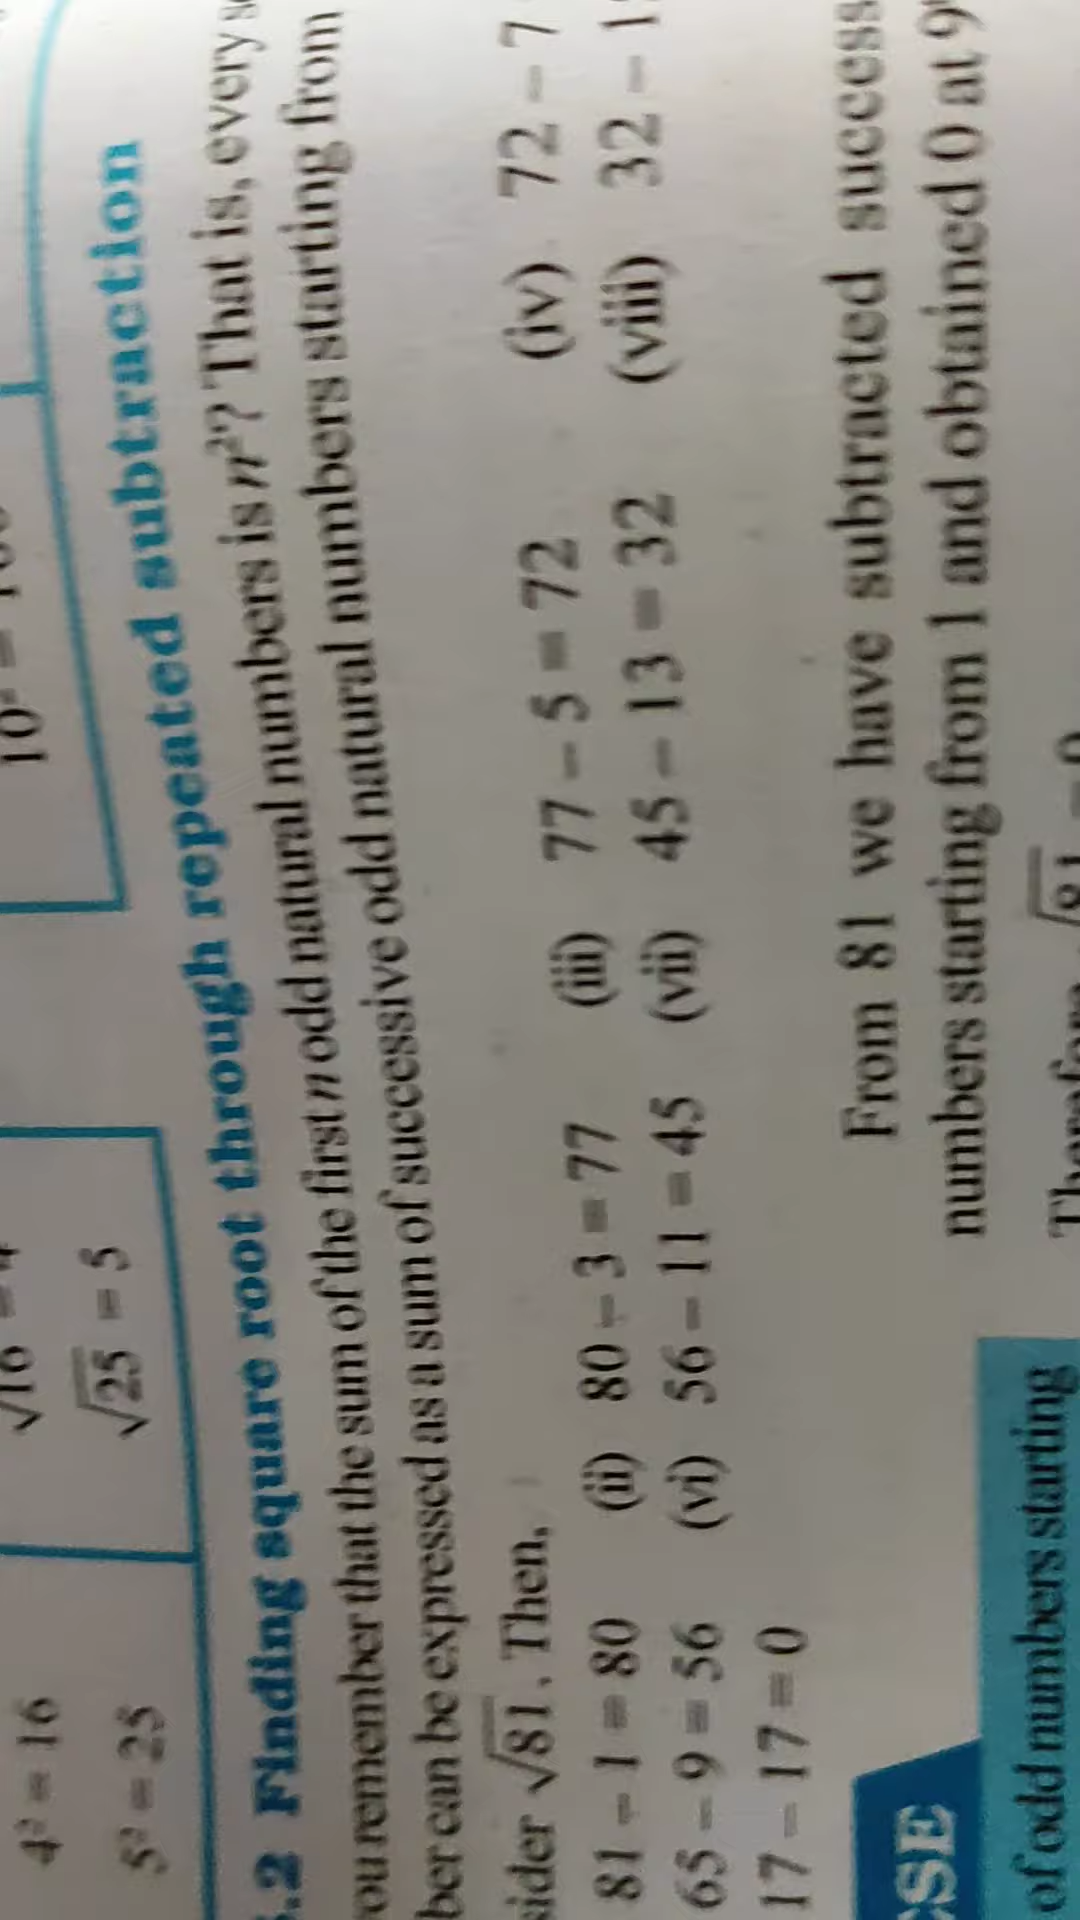 4² = 16
√16 = 4
10² =
5² = 25
√25 = 5
.2 Finding square root through repeated subtraction
you remember that the sum of the first n odd natural numbers is n²? That is, every
ber can be expressed as a sum of successive odd natural numbers starting from
sider √81. Then,
81 – 1 = 80 (ii) 80 – 3 = 77 (iii) 77 – 5 = 72 (iv) 72 – 7
65 – 9 = 56 (vi) 56 – 11 = 45 (vii) 45 – 13 = 32 (viii) 32 – 1
17 – 17 = 0
From 81 we have subtracted success
numbers starting from 1 and obtained 0 at 9
√81
SE
of odd numbers starting